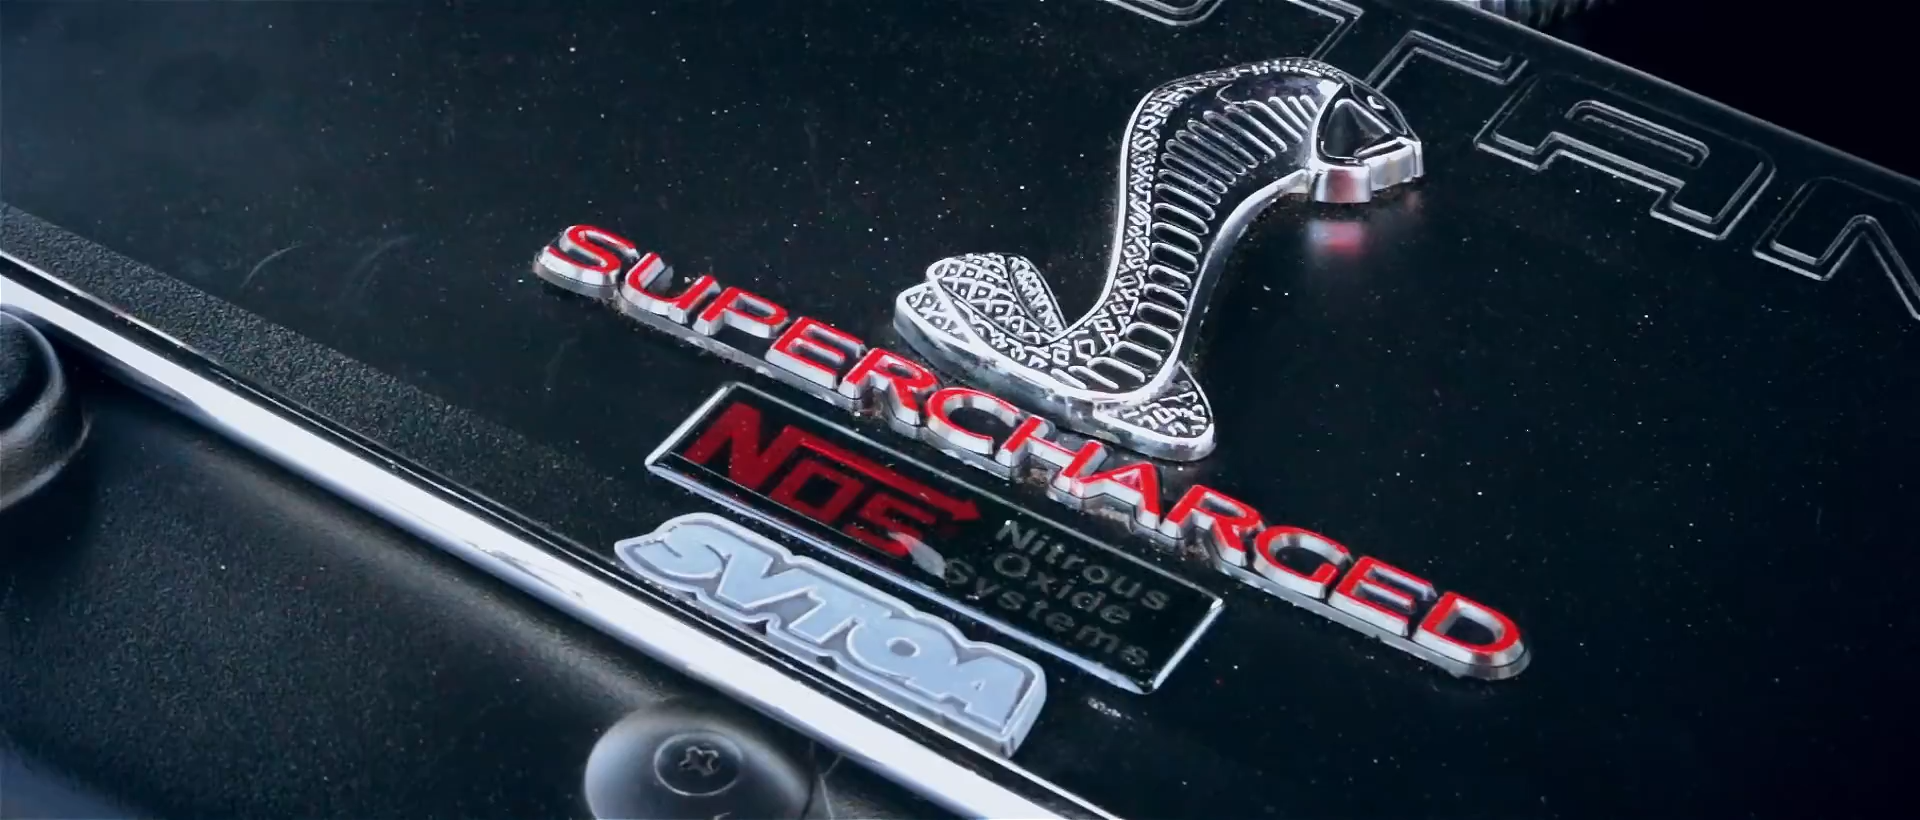 SUPERCHARGED
NOS
Nitrous
Oxide
Systems
SVTOA